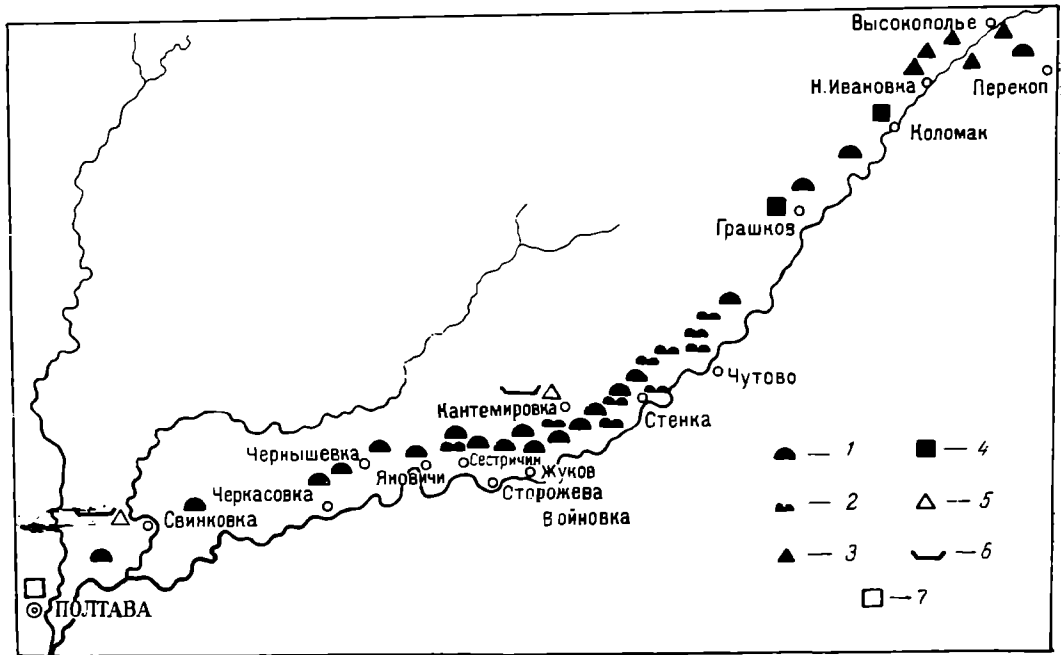 Высокополье
Н.Ивановка
Перекоп
Коломак
Грашков
Чутово
Кантемировка
Стенка
Чернышевка
Яновичи
Сестричин
Жуков
Черкасовка
Сторожева
Войновка
Свинковка
ПОЛТАВА
— 1
— 2
— 3
— 4
— 5
— 6
— 7